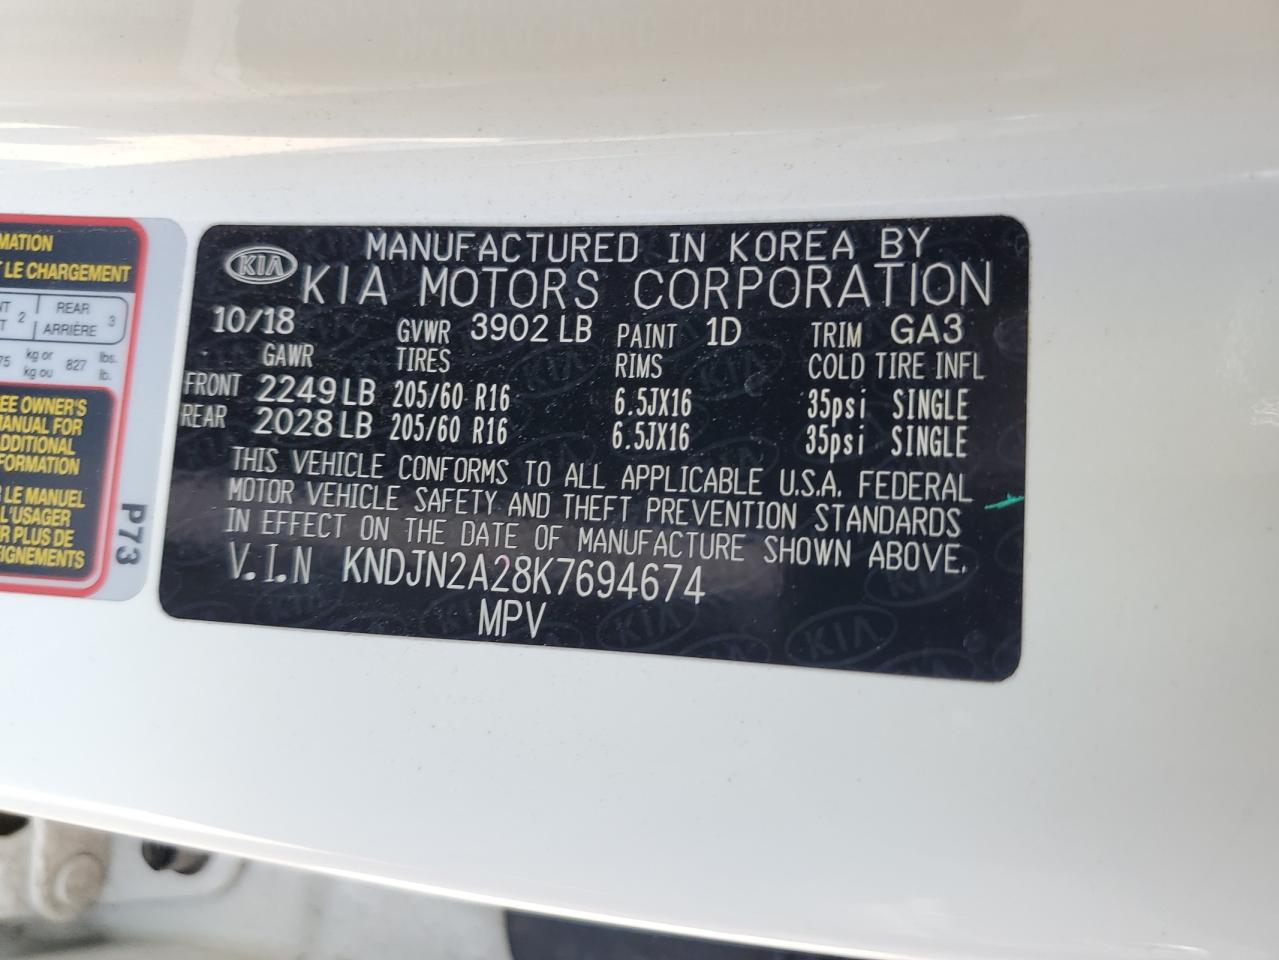 MATION
T LE CHARGEMENT
2
REAR
ARRIÈRE
3
kg or
kg ou
827
lbs.
lb.
EE OWNER'S
MANUAL FOR
ADDITIONAL
FORMATION
LE MANUEL
L'USAGER
R PLUS DE
EIGNEMENTS
P73
KIA
MANUFACTURED IN KOREA BY
KIA MOTORS CORPORATION
10/18 GVWR 3902 LB PAINT 1D TRIM GA3
GAWR TIRES RIMS COLD TIRE INFL
FRONT 2249 LB 205/60 R16 6.5JX16 35psi SINGLE
REAR 2028 LB 205/60 R16 6.5JX16 35psi SINGLE
THIS VEHICLE CONFORMS TO ALL APPLICABLE U.S.A. FEDERAL
MOTOR VEHICLE SAFETY AND THEFT PREVENTION STANDARDS
IN EFFECT ON THE DATE OF MANUFACTURE SHOWN ABOVE.
V.I.N KNDJN2A28K7694674
MPV